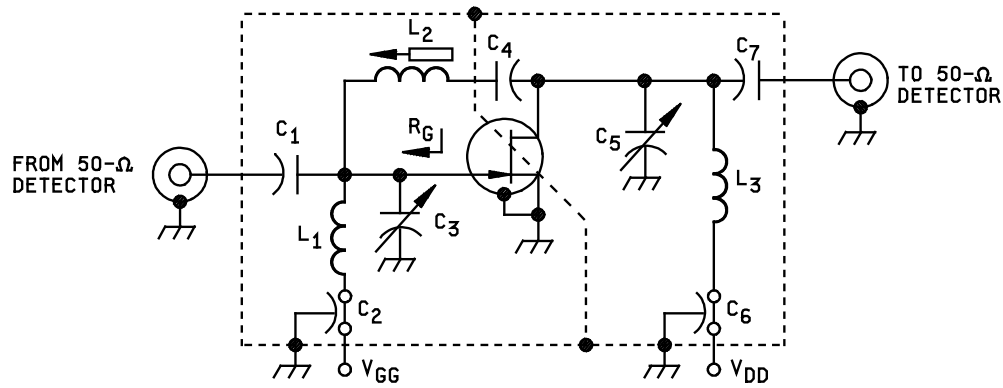 L2
C4
C7
TO 50-Ω
DETECTOR
RG
C5
C1
FROM 50-Ω
DETECTOR
L3
C3
L1
C2
C6
VGG
VDD